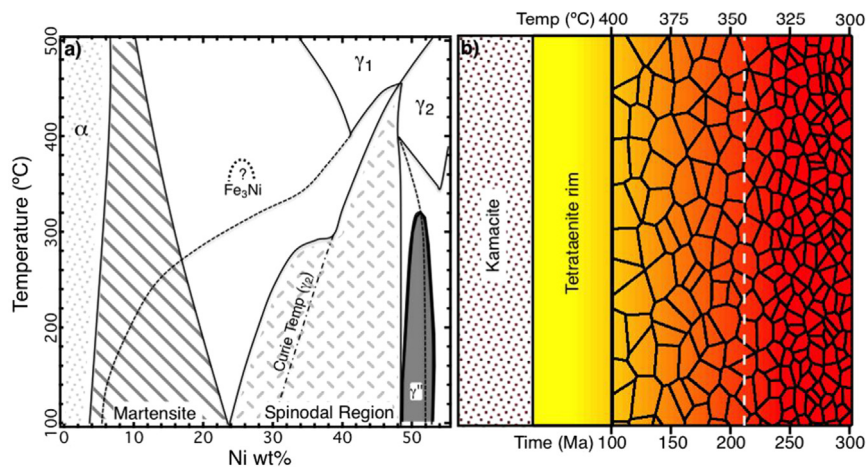 a)
500
400
300
200
100
Temperature (ºC)
α
γ1
γ2
?
Fe3Ni
Curie Temp (γ2)
γ"
Martensite
Spinodal Region
0 10 20 30 40 50
Ni wt%
b)
Temp (ºC) 400 375 350 325 300
Kamacite
Tetrataenite rim
Time (Ma) 100 150 200 250 300